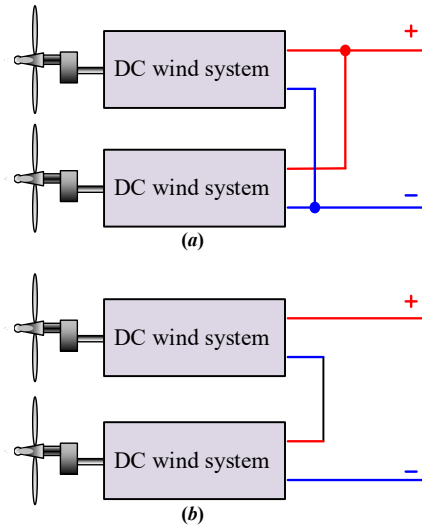 +
DC wind system
DC wind system
−
(a)
+
DC wind system
DC wind system
−
(b)